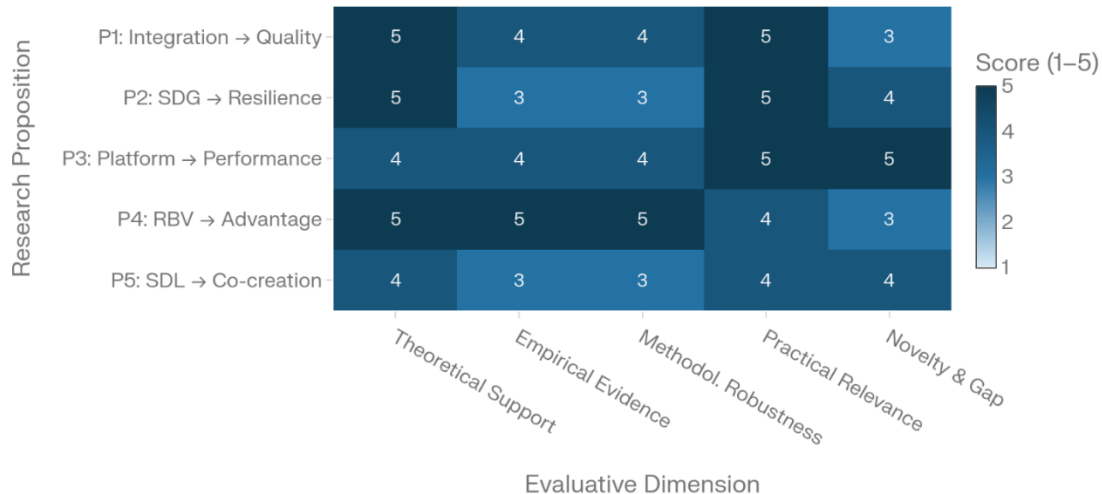 Research Proposition
P1: Integration → Quality
5 4 4 5 3
P2: SDG → Resilience
5 3 3 5 4
P3: Platform → Performance
4 4 4 5 5
P4: RBV → Advantage
5 5 5 4 3
P5: SDL → Co-creation
4 3 3 4 4
Theoretical Support
Empirical Evidence
Methodol. Robustness
Practical Relevance
Novelty & Gap
Evaluative Dimension
Score (1–5)
5
4
3
2
1